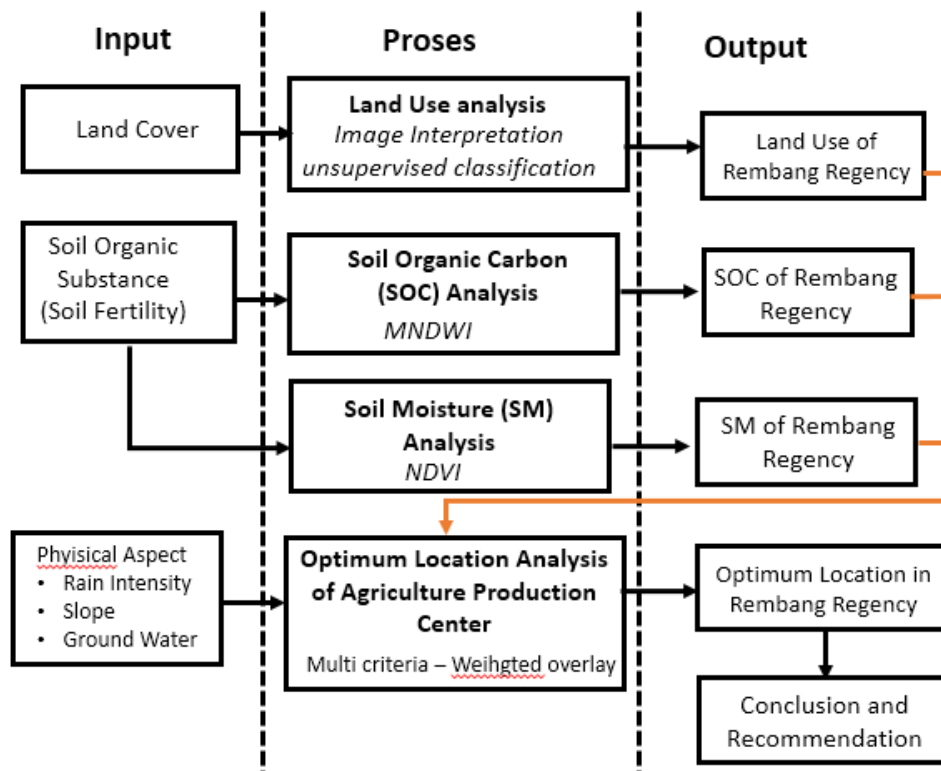 Input
Proses
Output
Land Cover
Land Use analysis
Image Interpretation
unsupervised classification
Land Use of
Rembang Regency
Soil Organic
Substance
(Soil Fertility)
Soil Organic Carbon
(SOC) Analysis
MNDWI
SOC of Rembang
Regency
Soil Moisture (SM)
Analysis
NDVI
SM of Rembang
Regency
Phyisical Aspect
• Rain Intensity
• Slope
• Ground Water
Optimum Location Analysis
of Agriculture Production
Center
Multi criteria – Weihgted overlay
Optimum Location in
Rembang Regency
Conclusion and
Recommendation